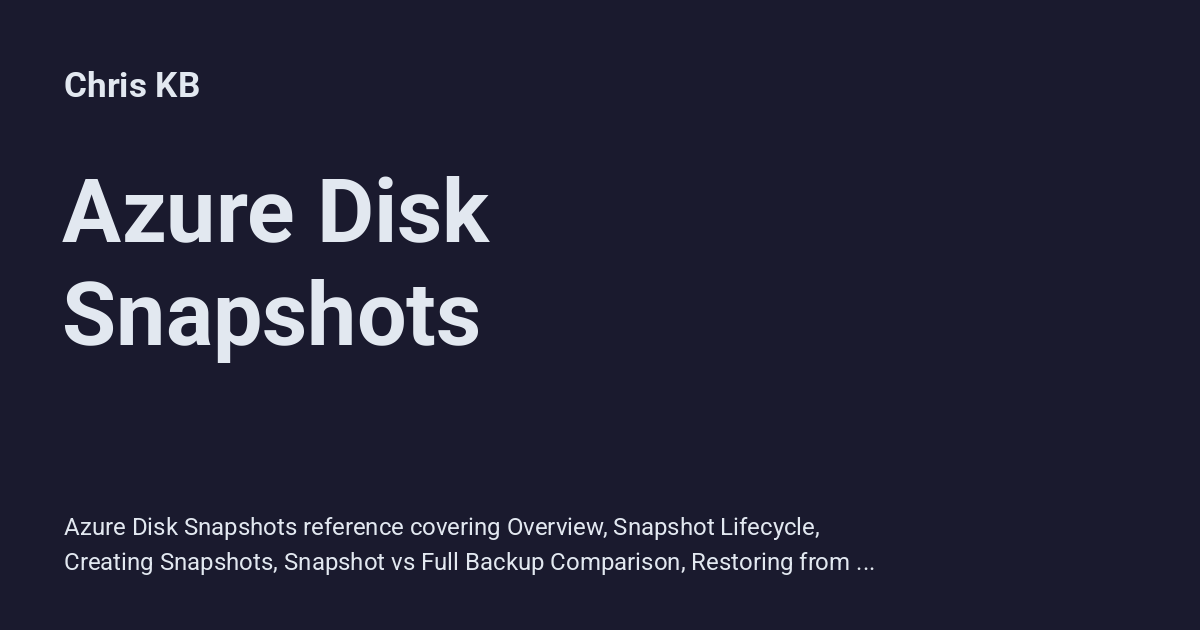 Chris KB
Azure Disk
Snapshots
Azure Disk Snapshots reference covering Overview, Snapshot Lifecycle,
Creating Snapshots, Snapshot vs Full Backup Comparison, Restoring from ...